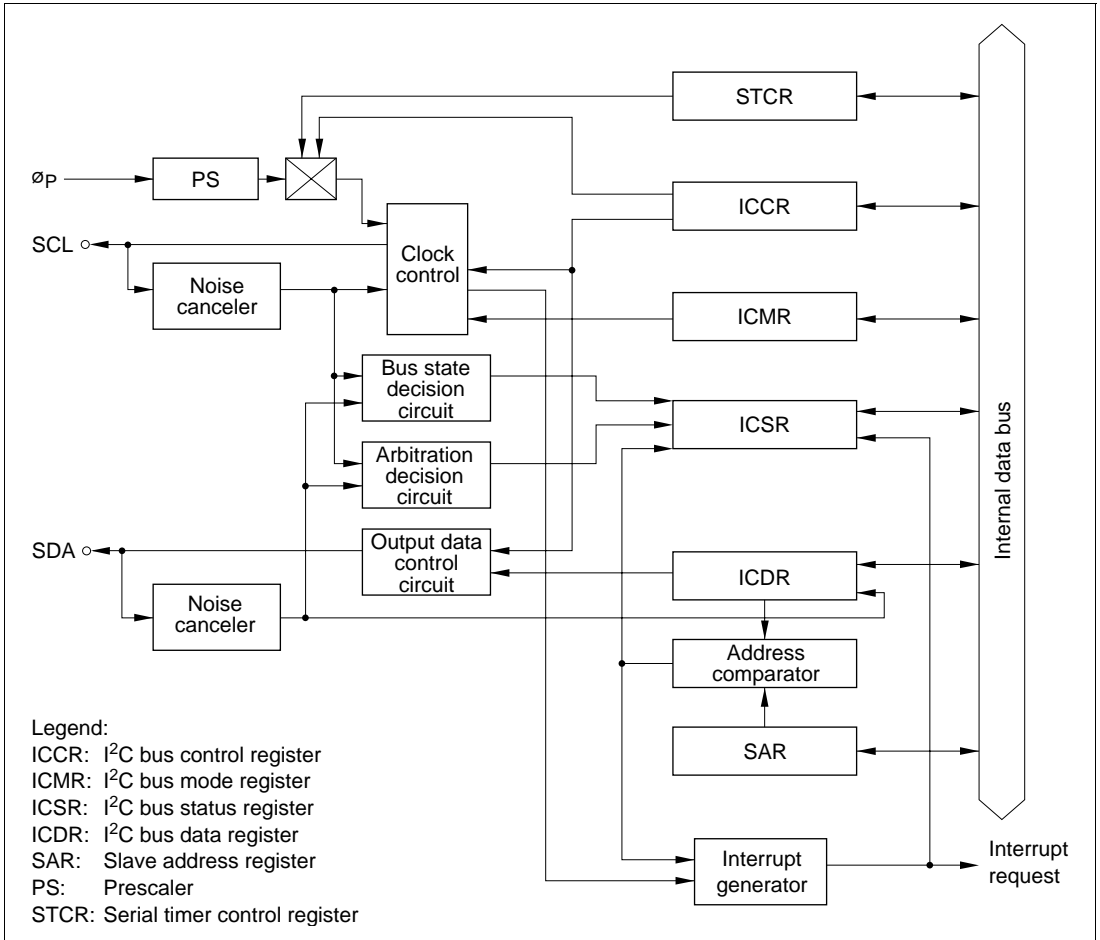 STCR
øP
PS
ICCR
SCL
Clock
control
Noise
canceler
ICMR
Bus state
decision
circuit
ICSR
Arbitration
decision
circuit
Internal data bus
SDA
Output data
control
circuit
ICDR
Noise
canceler
Address
comparator
SAR
Legend:
ICCR: I²C bus control register
ICMR: I²C bus mode register
ICSR: I²C bus status register
ICDR: I²C bus data register
SAR: Slave address register
PS: Prescaler
STCR: Serial timer control register
Interrupt
generator
Interrupt
request